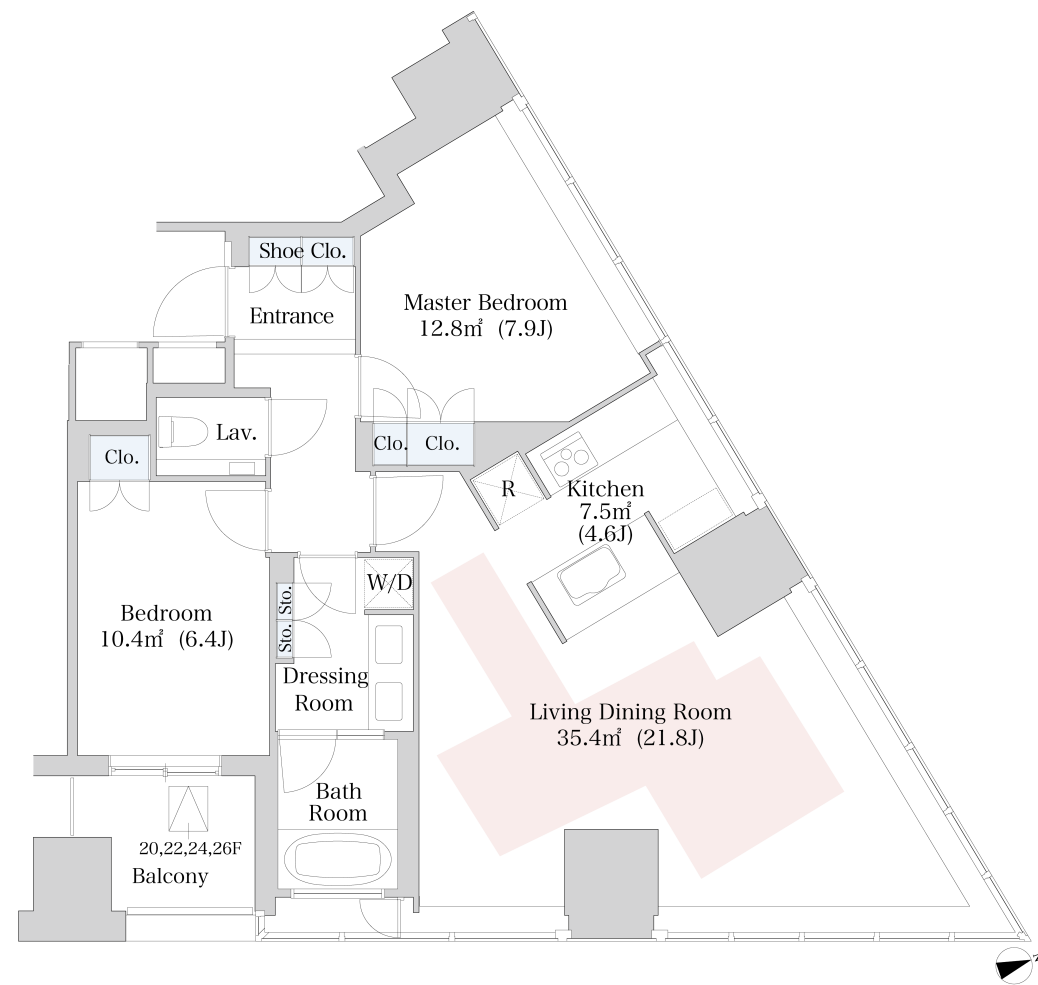 Shoe Clo.
Entrance
Master Bedroom
12.8㎡ (7.9J)
Lav.
Clo.
Clo.
Clo.
R
Kitchen
7.5㎡
(4.6J)
W/D
Sto.
Sto.
Bedroom
10.4㎡ (6.4J)
Dressing
Room
Living Dining Room
35.4㎡ (21.8J)
Bath
Room
20,22,24,26F
Balcony